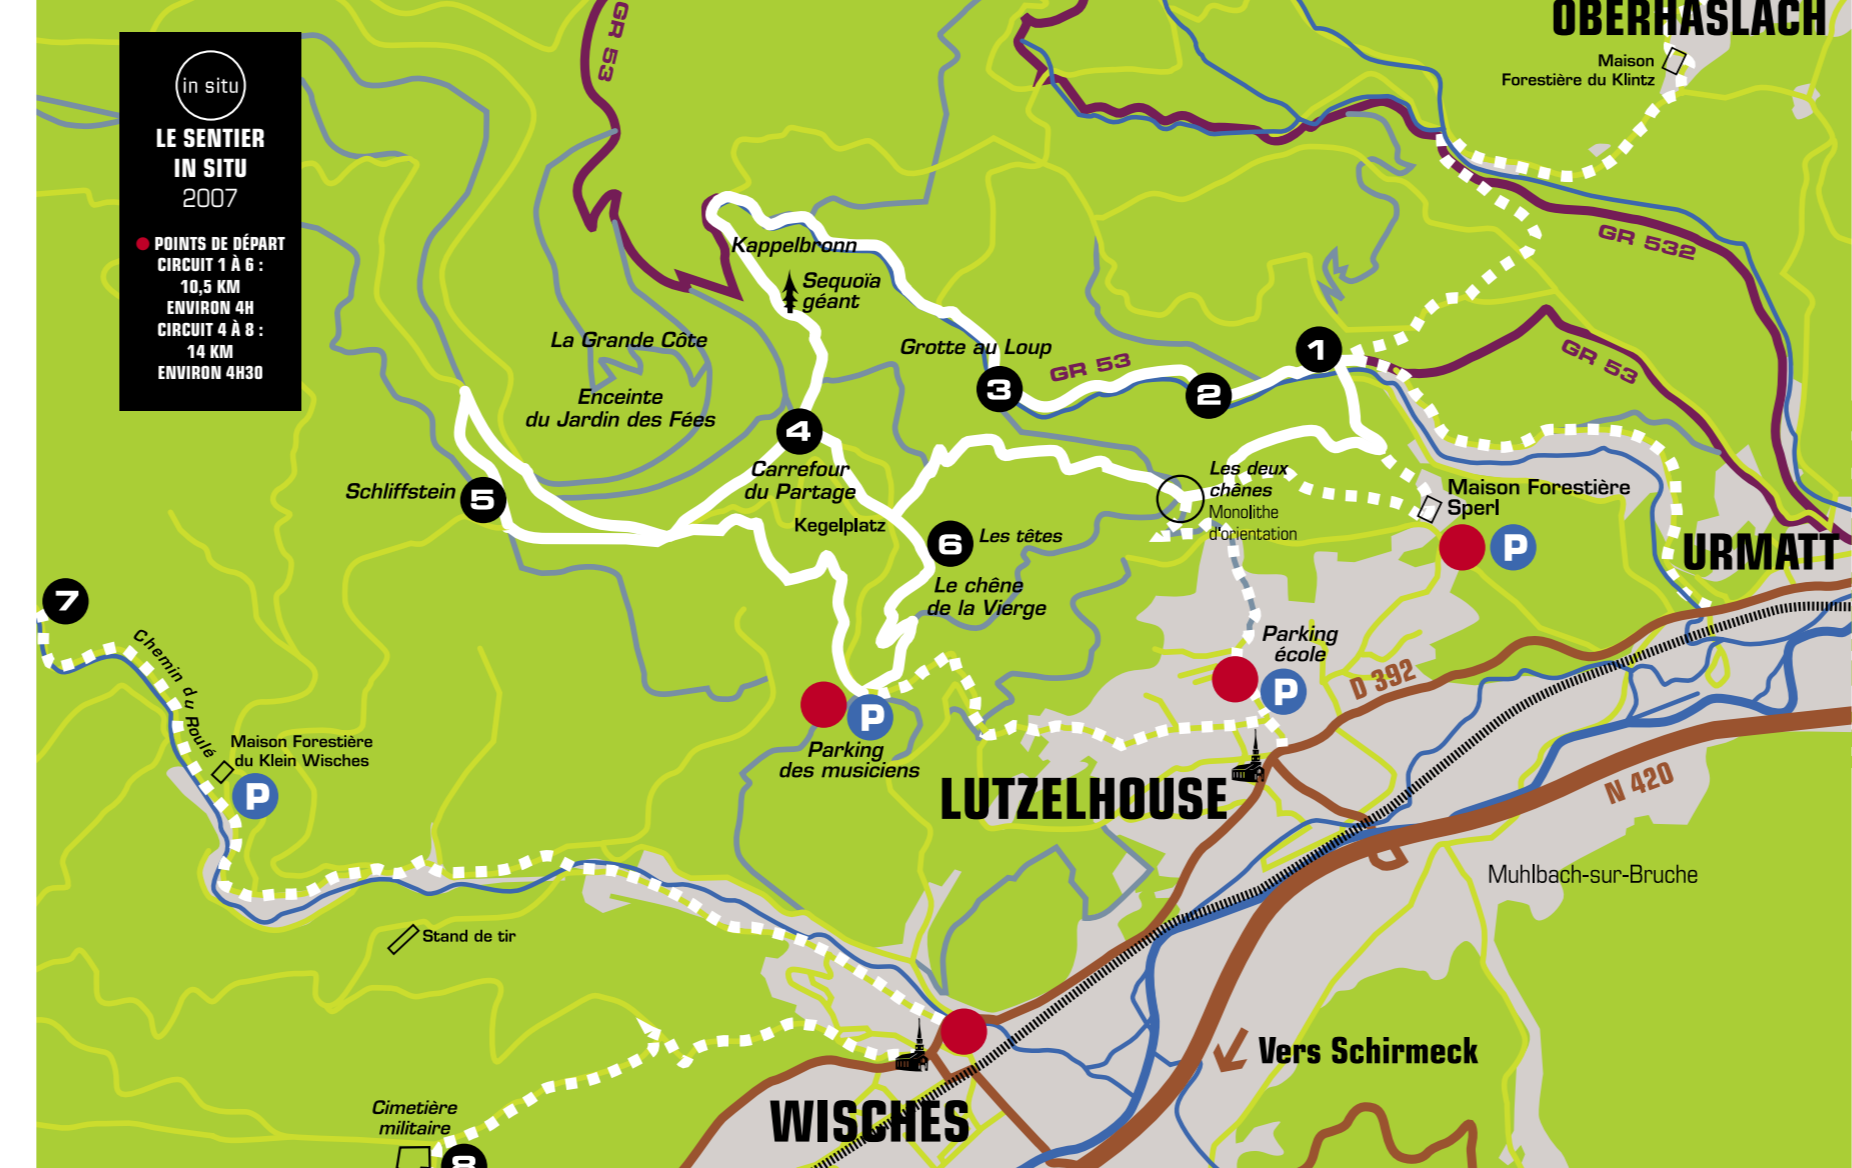 in situ
LE SENTIER
IN SITU
2007
POINTS DE DÉPART
CIRCUIT 1 À 6 :
10,5 KM
ENVIRON 4H
CIRCUIT 4 À 8 :
14 KM
ENVIRON 4H30
GR 53
OBERHASLACH
Maison
Forestière du Klintz
GR 532
Kappelbronn
Sequoïa
géant
La Grande Côte
Grotte au Loup
GR 53
1
GR 53
2
3
Enceinte
du Jardin des Fées
4
Carrefour
du Partage
Schliffstein
5
Kegelplatz
6
Les têtes
Le chêne
de la Vierge
Les deux
chênes
Monolithe
d'orientation
Maison Forestière
Sperl
P
URMATT
7
Chemin du Roulé
Maison Forestière
du Klein Wisches
P
Parking
école
P
D 392
P
Parking
des musiciens
LUTZELHOUSE
N 420
Muhlbach-sur-Bruche
Stand de tir
Vers Schirmeck
WISCHES
Cimetière
militaire
8